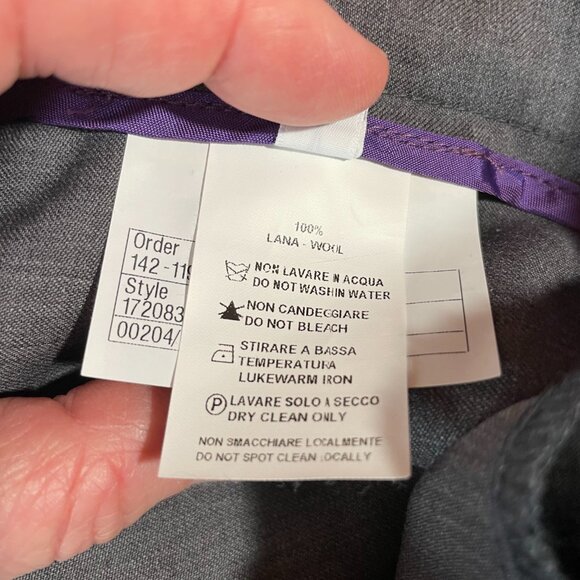 100%
LANA - WOOL
NON LAVARE IN ACQUA
DO NOT WASH IN WATER
NON CANDEGGIARE
DO NOT BLEACH
STIRARE A BASSA
TEMPERATURA
LUKEWARM IRON
P LAVARE SOLO A SECCO
DRY CLEAN ONLY
NON SMACCHIARE LOCALMENTE
DO NOT SPOT CLEAN LOCALLY
Order
142-119
Style
172083
00204/